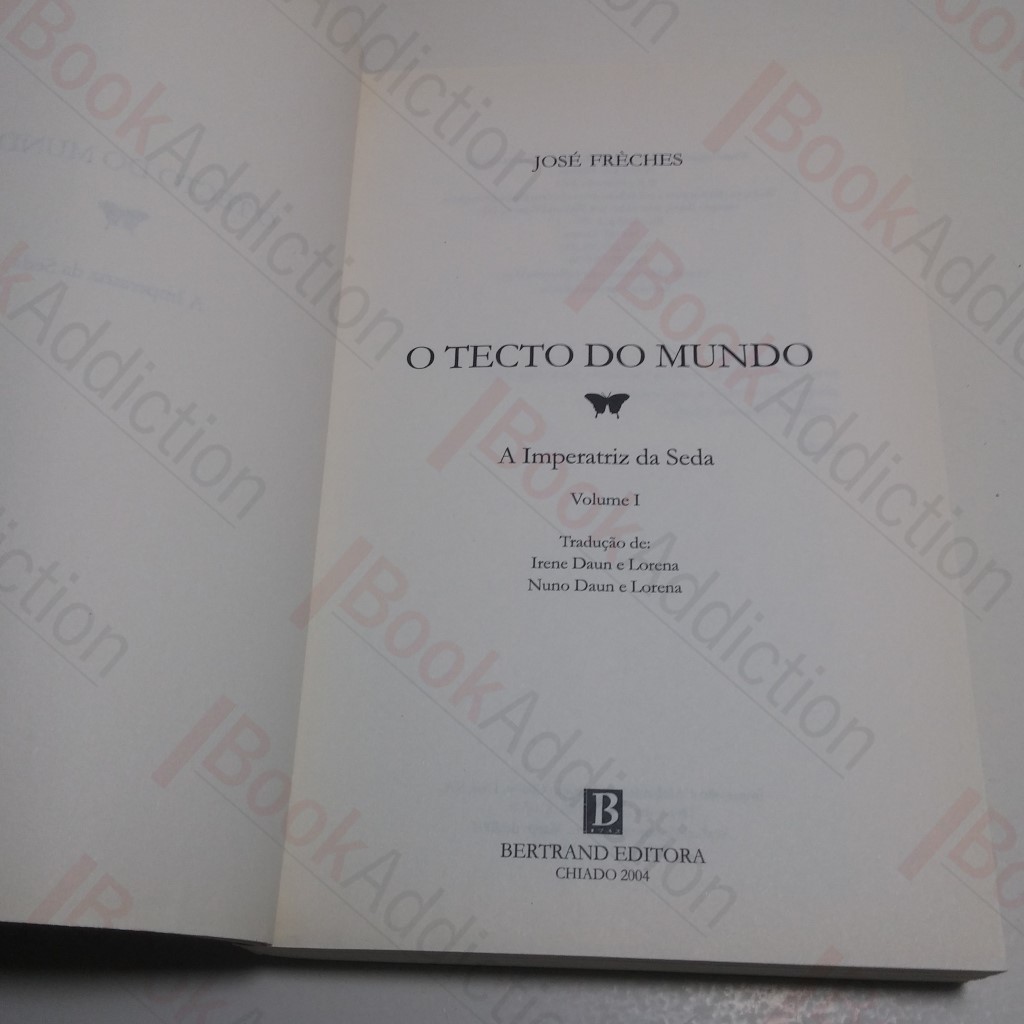 JOSÉ FRÈCHES
O TECTO DO MUNDO
A Imperatriz da Seda
Volume I
Tradução de:
Irene Daun e Lorena
Nuno Daun e Lorena
B
BERTRAND EDITORA
CHIADO 2004
BookAddiction